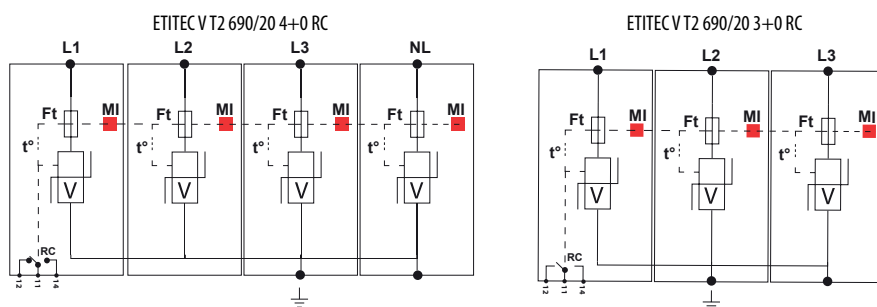 ETITEC V T2 690/20 4+0 RC
L1 L2 L3 NL
Ft MI Ft MI Ft MI Ft MI
t° t° t° t°
V V V V
RC
12 11 14
ETITEC V T2 690/20 3+0 RC
L1 L2 L3
Ft MI Ft MI Ft MI
t° t° t°
V V V
RC
12 11 14